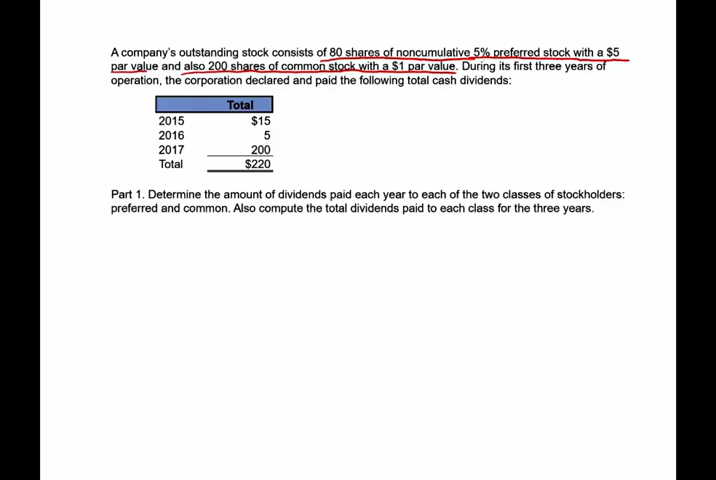 A company's outstanding stock consists of 80 shares of noncumulative 5% preferred stock with a $5
par value and also 200 shares of common stock with a $1 par value. During its first three years of
operation, the corporation declared and paid the following total cash dividends:
Total
2015 $15
2016 5
2017 200
Total $220
Part 1. Determine the amount of dividends paid each year to each of the two classes of stockholders:
preferred and common. Also compute the total dividends paid to each class for the three years.